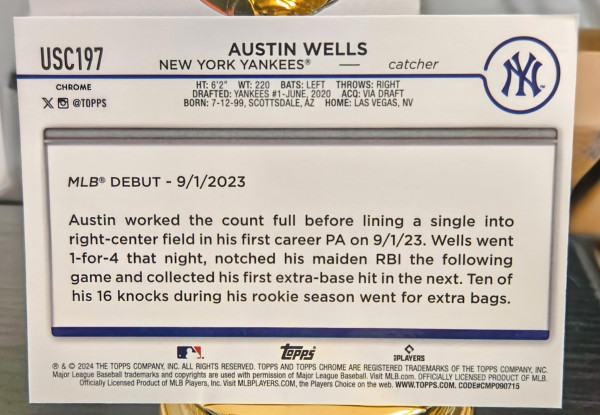 USC197
AUSTIN WELLS
NEW YORK YANKEES® — catcher
CHROME
@TOPPS
HT: 6'2" WT: 220 BATS: LEFT THROWS: RIGHT
DRAFTED: YANKEES #1-JUNE, 2020 ACQ: VIA DRAFT
BORN: 7-12-99, SCOTTSDALE, AZ HOME: LAS VEGAS, NV
NY
MLB® DEBUT - 9/1/2023
Austin worked the count full before lining a single into
right-center field in his first career PA on 9/1/23. Wells went
1-for-4 that night, notched his maiden RBI the following
game and collected his first extra-base hit in the next. Ten of
his 16 knocks during his rookie season went for extra bags.
Topps
PLAYERS
® & © 2024 THE TOPPS COMPANY, INC. ALL RIGHTS RESERVED. TOPPS AND TOPPS CHROME ARE REGISTERED TRADEMARKS OF THE TOPPS COMPANY, INC.
Major League Baseball trademarks and copyrights are used with permission of Major League Baseball. Visit MLB.com. OFFICIALLY LICENSED PRODUCT OF MLB.
Officially Licensed Product of MLB Players, Inc. Visit MLBPLAYERS.COM, the Players Choice on the web. WWW.TOPPS.COM. CODE#CMP090715